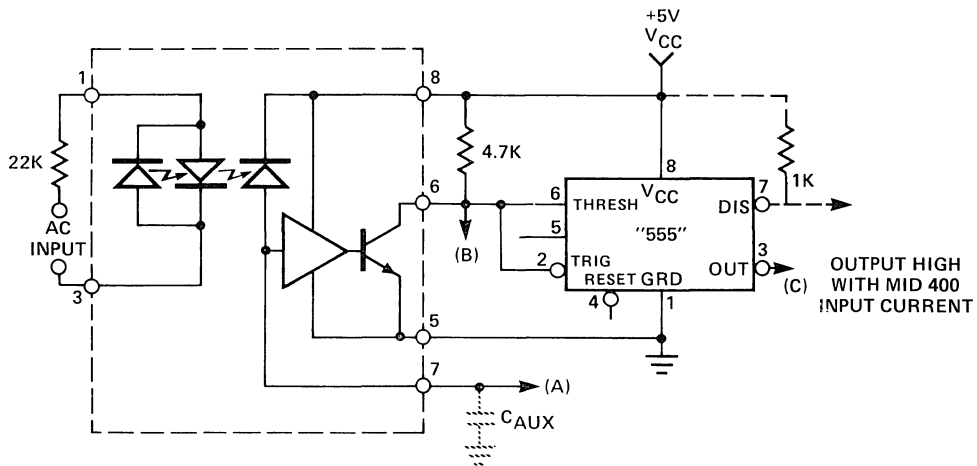 +5V
VCC
1
8
22K
4.7K
1K
6
6
8
VCC
7
THRESH
DIS
5
"555"
AC
INPUT
(B)
2
TRIG
3
RESET
GRD
OUT
(C)
OUTPUT HIGH
WITH MID 400
INPUT CURRENT
3
4
1
5
7
(A)
CAUX